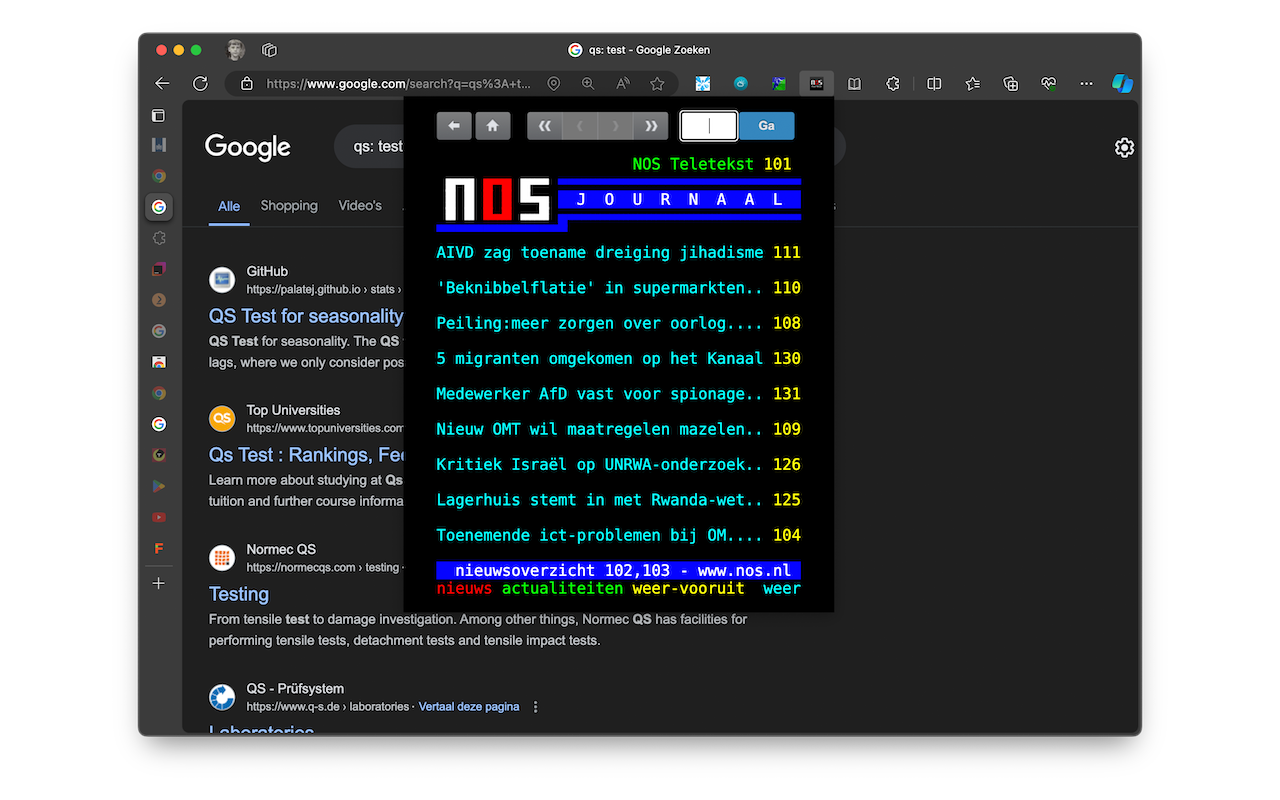 qs: test - Google Zoeken
https://www.google.com/search?q=qs%3A+t...
Google
qs: test
Alle Shopping Video's
GitHub
https://palatej.github.io › stats ›
QS Test for seasonality
QS Test for seasonality. The QS
lags, where we only consider pos
Top Universities
https://www.topuniversities.com
Qs Test : Rankings, Fee
Learn more about studying at Qs
tuition and further course informa
Normec QS
https://normecqs.com › testing ·
Testing
From tensile test to damage investigation. Among other things, Normec QS has facilities for
performing tensile tests, detachment tests and tensile impact tests.
QS - Prüfsystem
https://www.q-s.de › laboratories · Vertaal deze pagina
Laboratories
Ga
NOS Teletekst 101
NOS JOURNAAL
AIVD zag toename dreiging jihadisme 111
'Beknibbelflatie' in supermarkten.. 110
Peiling:meer zorgen over oorlog.... 108
5 migranten omgekomen op het Kanaal 130
Medewerker AfD vast voor spionage.. 131
Nieuw OMT wil maatregelen mazelen.. 109
Kritiek Israël op UNRWA-onderzoek.. 126
Lagerhuis stemt in met Rwanda-wet.. 125
Toenemende ict-problemen bij OM.... 104
nieuwsoverzicht 102,103 - www.nos.nl
nieuws actualiteiten weer-vooruit weer